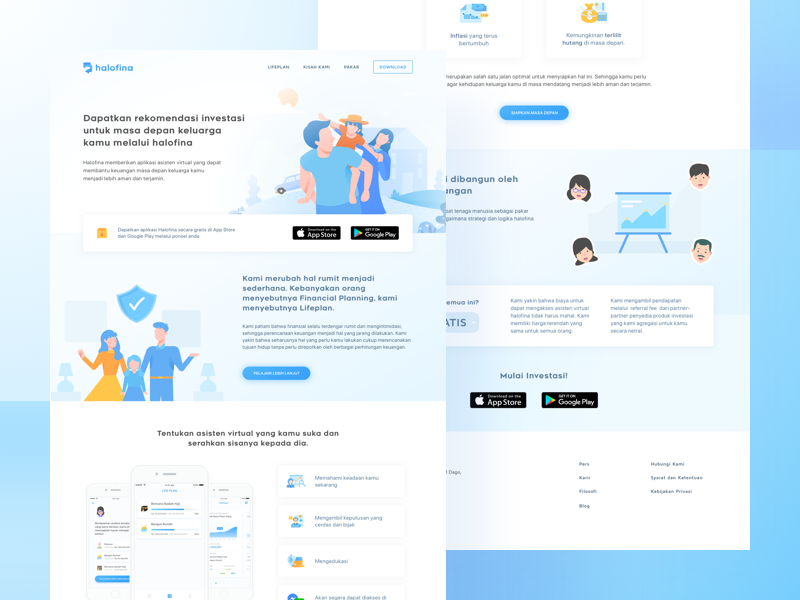 halofina
LIFEPLAN
KISAH KAMI
PAKAR
DOWNLOAD
Dapatkan rekomendasi investasi
untuk masa depan keluarga
kamu melalui halofina
Halofina memberikan aplikasi asisten virtual yang dapat
membantu keuangan masa depan keluarga kamu
menjadi lebih aman dan terjamin.
Dapatkan aplikasi Halofina secara gratis di App Store
dan Google Play melalui ponsel anda
Download on the
App Store
GET IT ON
Google Play
Kami merubah hal rumit menjadi
sederhana. Kebanyakan orang
menyebutnya Financial Planning, kami
menyebutnya Lifeplan.
Kami paham bahwa finansial selalu terdengar rumit dan mengintimidasi,
sehingga perencanaan keuangan menjadi hal yang jarang dilakukan. Kami
yakin bahwa seharusnya hal yang perlu kamu lakukan cukup merencanakan
tujuan hidup tanpa perlu direpotkan oleh berbagai perhitungan keuangan.
PELAJARI LEBIH LANJUT
Tentukan asisten virtual yang kamu suka dan
serahkan sisanya kepada dia.
LIFE PLAN
Memahami keadaan kamu
sekarang
Mengambil keputusan yang
cerdas dan bijak
Mengedukasi
Akan segera dapat diakses di
Inflasi yang terus
bertumbuh
Kemungkinan terlilit
hutang di masa depan.
merupakan salah satu jalan optimal untuk menyiapkan hal ini. Sehingga kamu perlu
agar kehidupan keluarga kamu di masa mendatang menjadi lebih aman dan terjamin.
SIAPKAN MASA DEPAN
i dibangun oleh
ungan
pat tenaga manusia sebagai pakar
gaimana strategi dan logika halofina
emua ini?
ATIS
Kami yakin bahwa biaya untuk
dapat mengakses asisten virtual
halofina tidak harus mahal. Kami
memiliki harga terendah yang
sama untuk semua orang.
Kami mengambil pendapatan
melalui referral fee dari partner-
partner penyedia produk investasi
yang kami agregasi untuk kamu
secara netral.
Mulai Investasi!
Download on the
App Store
GET IT ON
Google Play
Dago,
Pers
Karir
Filosofi
Blog
Hubungi Kami
Syarat dan Ketentuan
Kebijakan Privasi